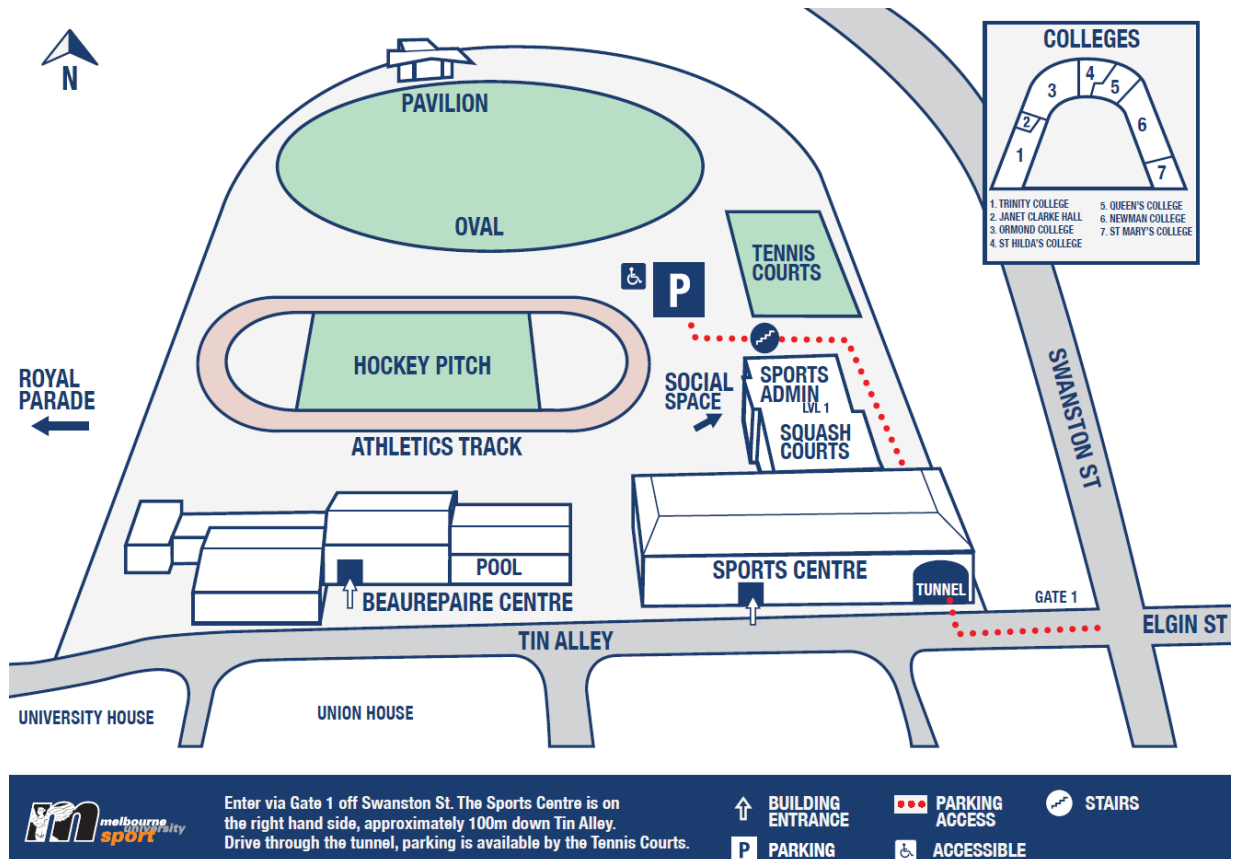 N
PAVILION
OVAL
TENNIS
COURTS
P
HOCKEY PITCH
ATHLETICS TRACK
ROYAL
PARADE
SOCIAL
SPACE
SPORTS
ADMIN
LVL 1
SQUASH
COURTS
COLLEGES
4
3
5
2
6
1
7
1. TRINITY COLLEGE
2. JANET CLARKE HALL
3. ORMOND COLLEGE
4. ST HILDA'S COLLEGE
5. QUEEN'S COLLEGE
6. NEWMAN COLLEGE
7. ST MARY'S COLLEGE
SWANSTON ST
POOL
BEAUREPAIRE CENTRE
SPORTS CENTRE
TUNNEL
GATE 1
ELGIN ST
TIN ALLEY
UNIVERSITY HOUSE
UNION HOUSE
m
melbourne
university
sport
Enter via Gate 1 off Swanston St. The Sports Centre is on
the right hand side, approximately 100m down Tin Alley.
Drive through the tunnel, parking is available by the Tennis Courts.
BUILDING
ENTRANCE
P PARKING
PARKING
ACCESS
ACCESSIBLE
STAIRS